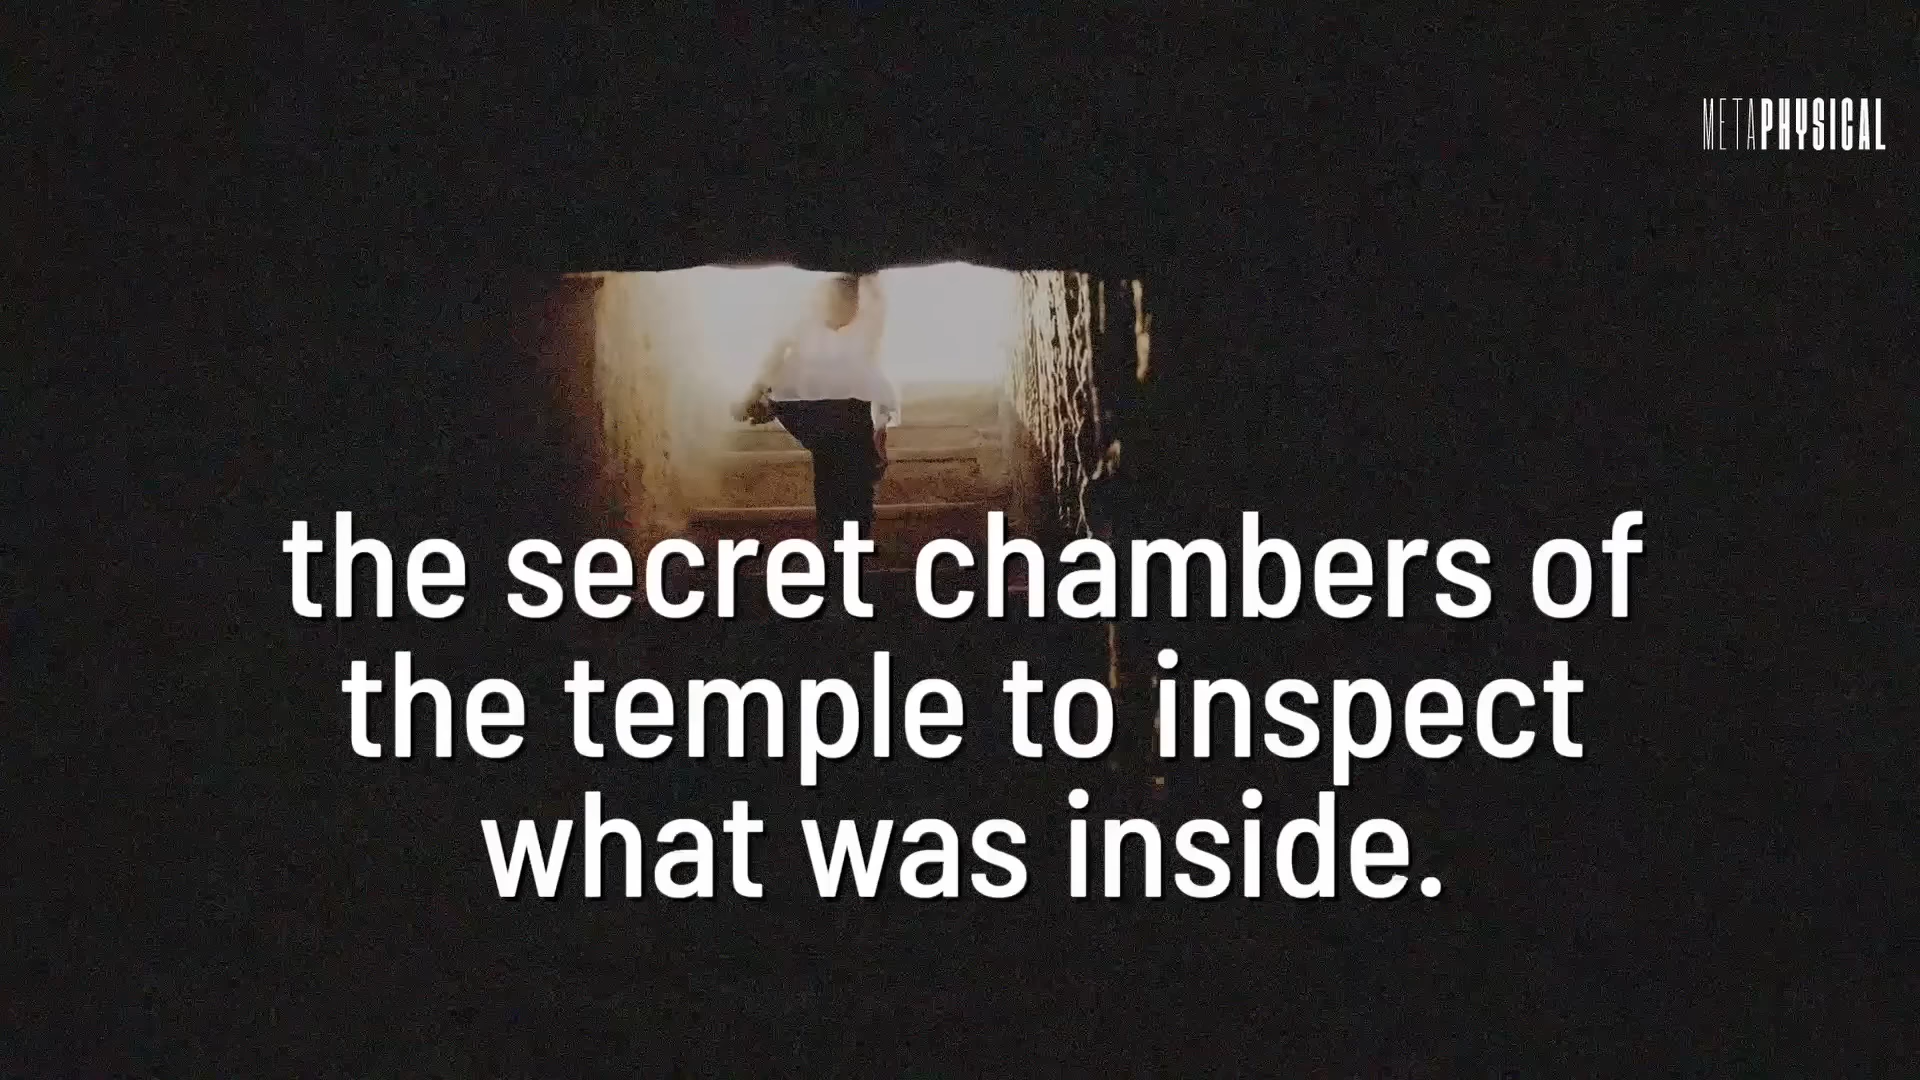 METAPHYSICAL
the secret chambers of
the temple to inspect
what was inside.